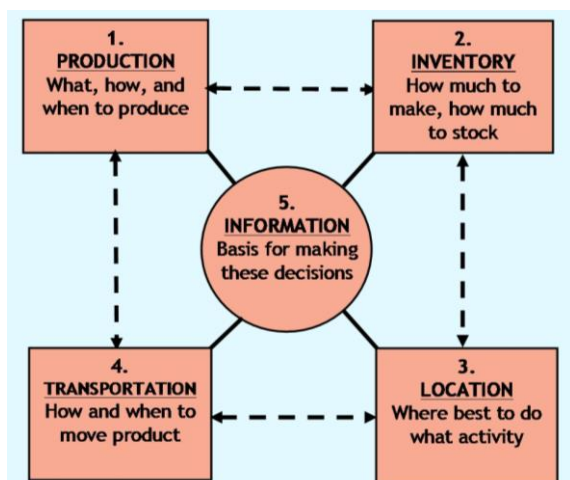 1.
PRODUCTION
What, how, and
when to produce
2.
INVENTORY
How much to
make, how much
to stock
5.
INFORMATION
Basis for making
these decisions
4.
TRANSPORTATION
How and when to
move product
3.
LOCATION
Where best to do
what activity